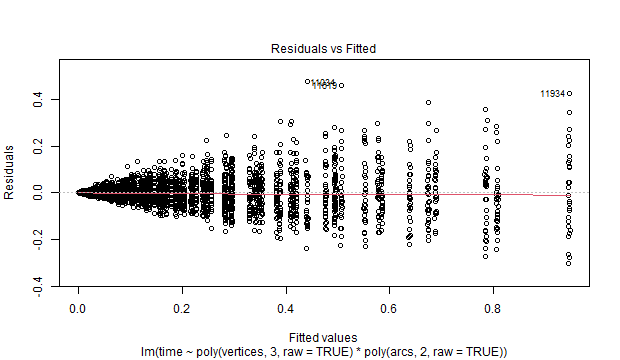 Residuals vs Fitted
Residuals
0.4
0.2
0.0
-0.2
-0.4
11934
0.0 0.2 0.4 0.6 0.8
Fitted values
lm(time ~ poly(vertices, 3, raw = TRUE) * poly(arcs, 2, raw = TRUE))